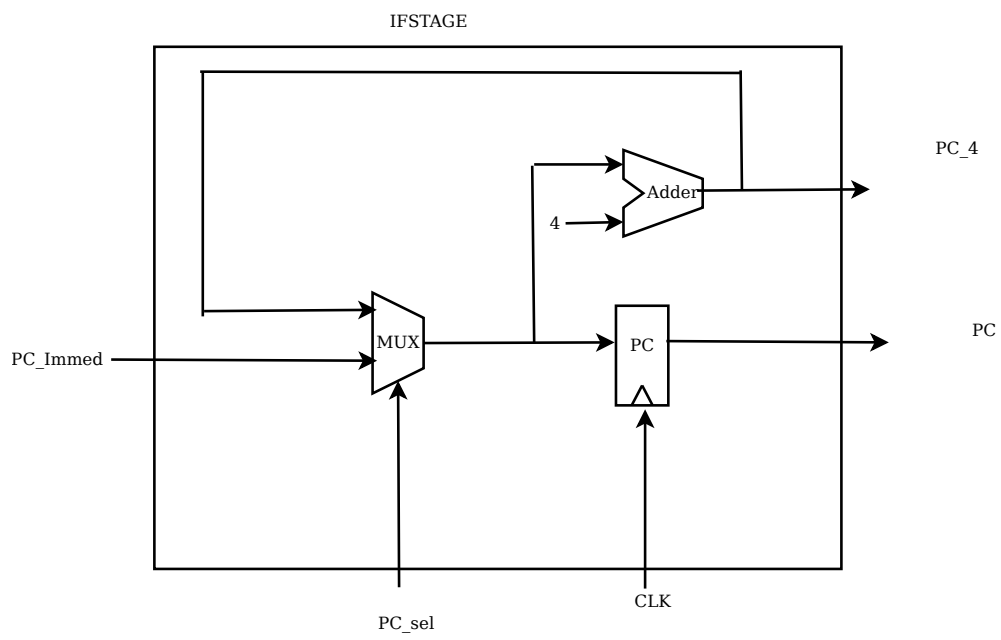 IFSTAGE
PC_4
Adder
4
PC
MUX
PC
PC_Immed
CLK
PC_sel